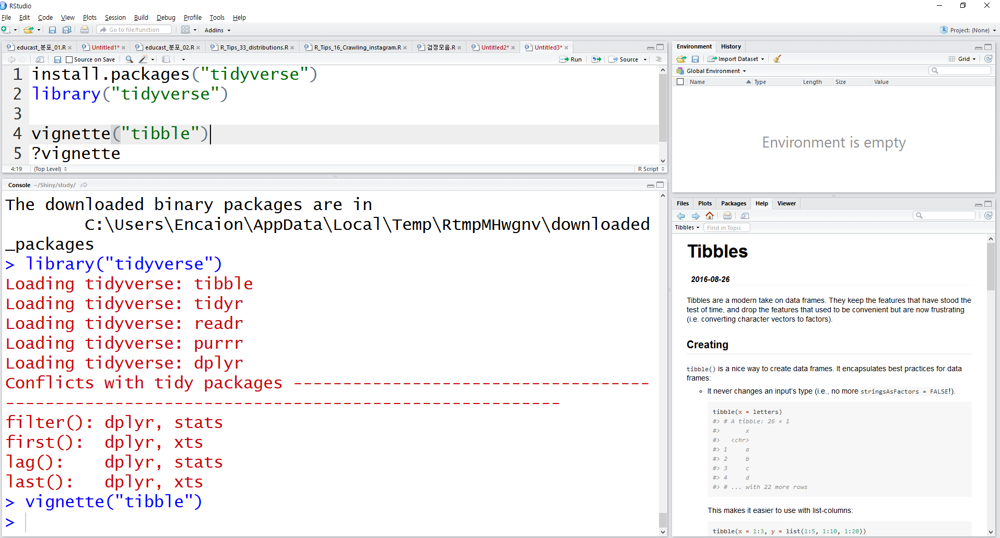 RStudio
File Edit Code View Plots Session Build Debug Profile Tools Help
Go to file/function Addins Project: (None)
educast_분포_01.R Untitled1* educast_분포_02.R R_Tips_33_distributions.R R_Tips_16_Crawling_instagram.R 검정모음.R Untitled2* Untitled3*
Source on Save Run Source
1 install.packages("tidyverse")
2 library("tidyverse")
3
4 vignette("tibble")
5 ?vignette
4:19 (Top Level) R Script
Console ~/Shiny/study/
The downloaded binary packages are in
C:\Users\Encaion\AppData\Local\Temp\RtmpMHwgnv\downloaded
_packages
> library("tidyverse")
Loading tidyverse: tibble
Loading tidyverse: tidyr
Loading tidyverse: readr
Loading tidyverse: purrr
Loading tidyverse: dplyr
Conflicts with tidy packages ------------------------------------
--------------------------------------------------------
filter(): dplyr, stats
first():  dplyr, xts
lag():    dplyr, stats
last():   dplyr, xts
> vignette("tibble")
>
Environment History
Import Dataset Grid
Global Environment
Name Type Length Size Value
Environment is empty
Files Plots Packages Help Viewer
Tibbles Find in Topic
Tibbles
2016-08-26
Tibbles are a modern take on data frames. They keep the features that have stood the
test of time, and drop the features that used to be convenient but are now frustrating
(i.e. converting character vectors to factors).
Creating
tibble() is a nice way to create data frames. It encapsulates best practices for data
frames:
It never changes an input's type (i.e., no more stringsAsFactors = FALSE!).
tibble(x = letters)
#> # A tibble: 26 × 1
#>       x
#>   <chr>
#> 1     a
#> 2     b
#> 3     c
#> 4     d
#> # ... with 22 more rows
This makes it easier to use with list-columns:
tibble(x = 1:3, y = list(1:5, 1:10, 1:20))